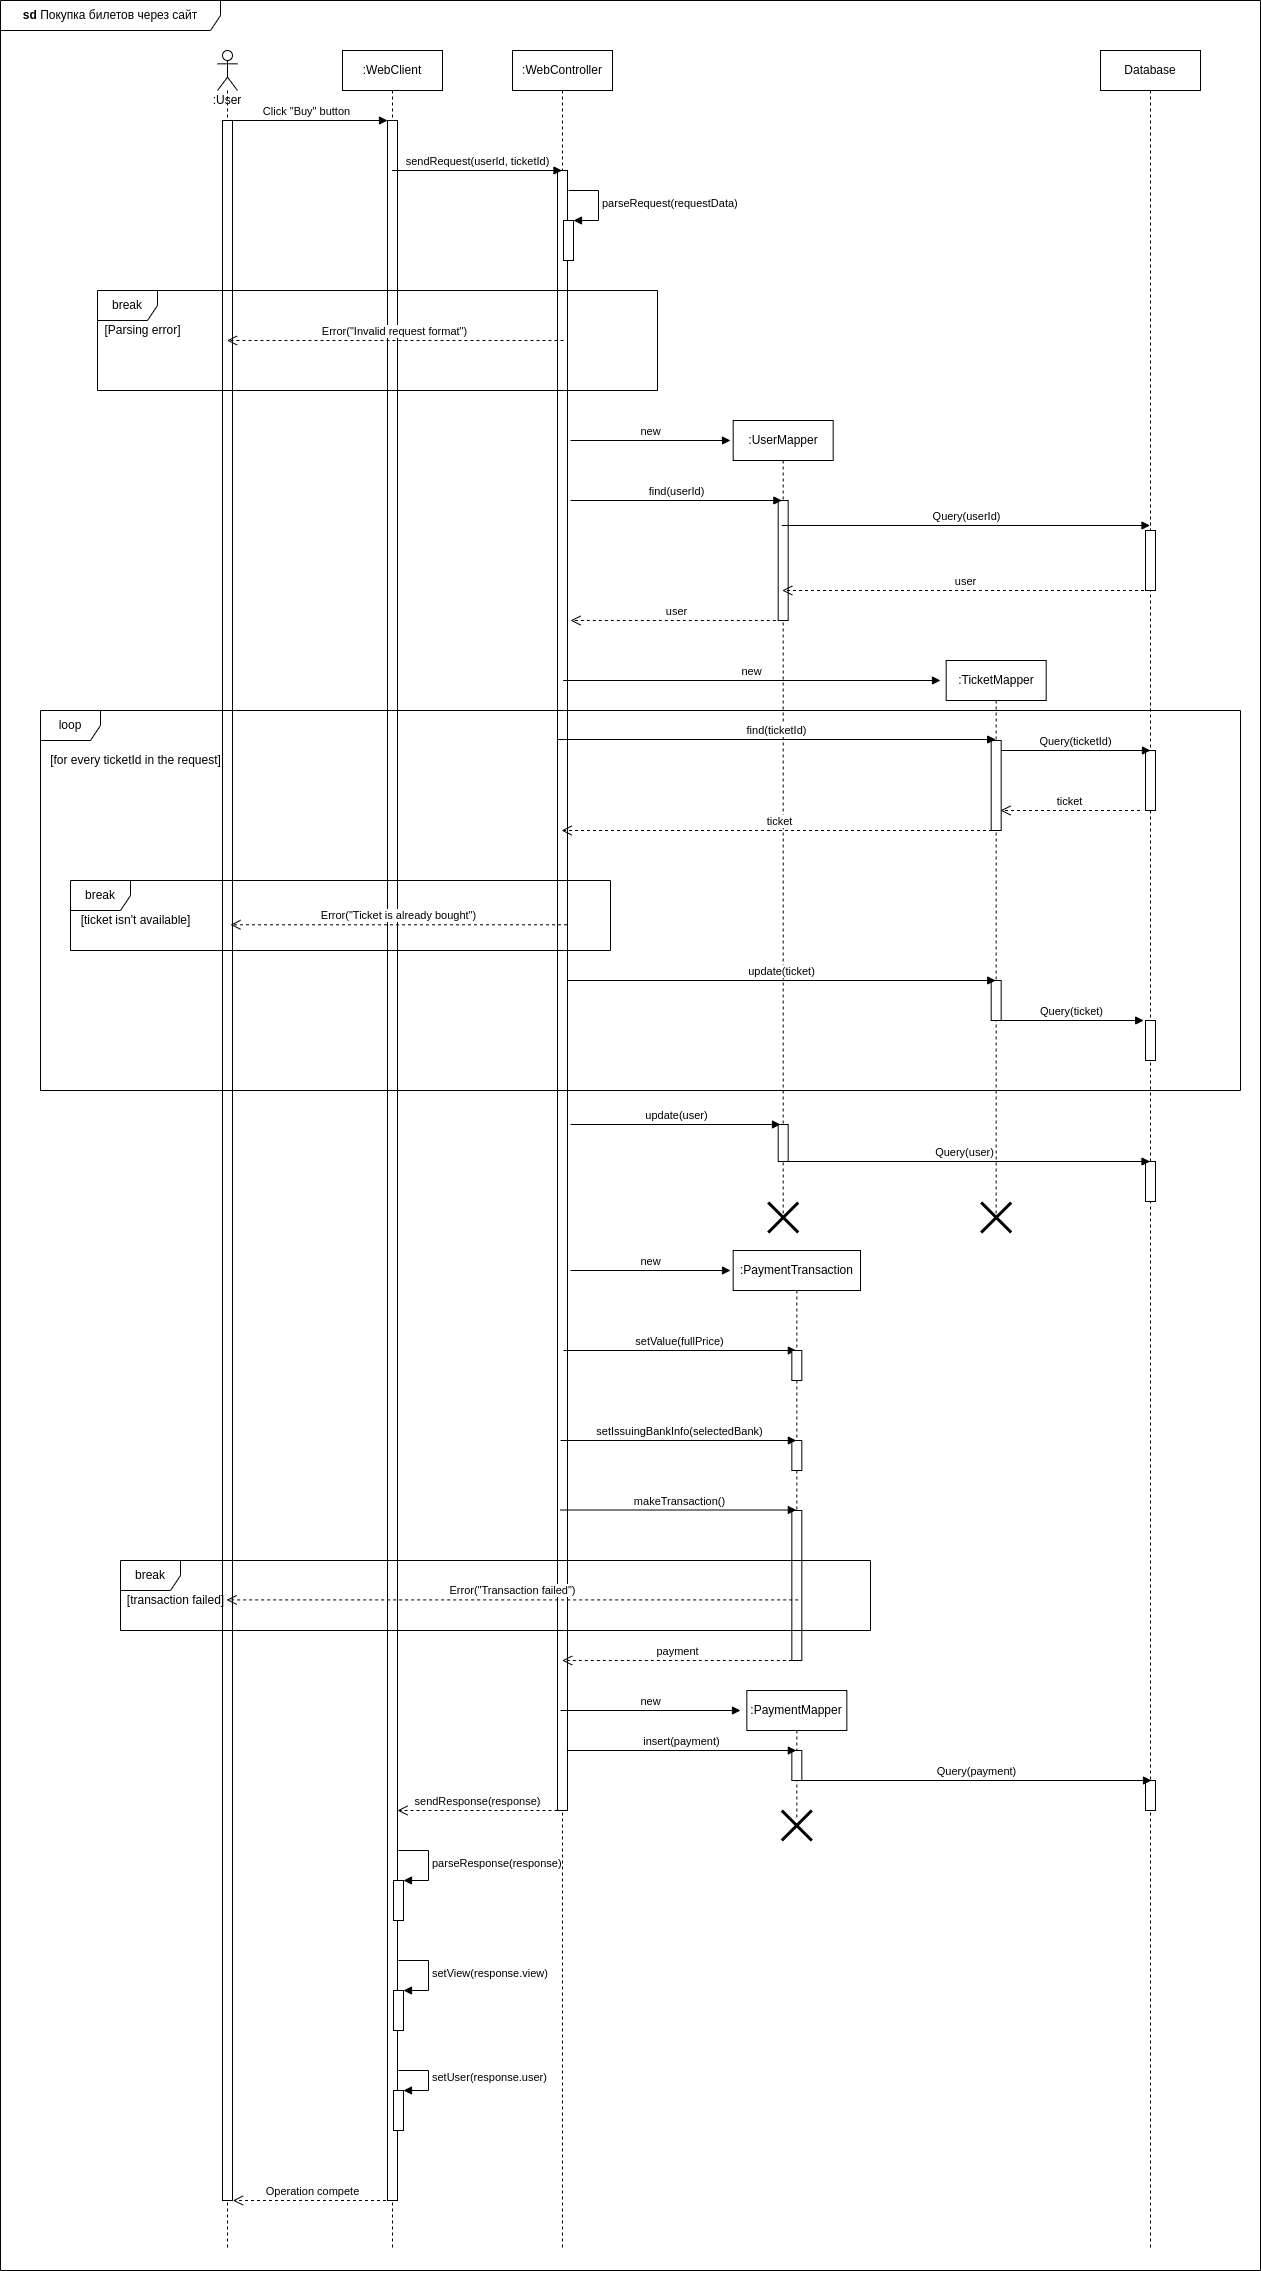 sd Покупка билетов через сайт
:User
:WebClient
:WebController
Database
Click "Buy" button
sendRequest(userId, ticketId)
parseRequest(requestData)
break
[Parsing error]
Error("Invalid request format")
new
:UserMapper
find(userId)
Query(userId)
user
user
new
:TicketMapper
loop
[for every ticketId in the request]
find(ticketId)
Query(ticketId)
ticket
ticket
break
[ticket isn't available]
Error("Ticket is already bought")
update(ticket)
Query(ticket)
update(user)
Query(user)
new
:PaymentTransaction
setValue(fullPrice)
setIssuingBankInfo(selectedBank)
makeTransaction()
break
[transaction failed]
Error("Transaction failed")
payment
new
:PaymentMapper
insert(payment)
Query(payment)
sendResponse(response)
parseResponse(response)
setView(response.view)
setUser(response.user)
Operation compete